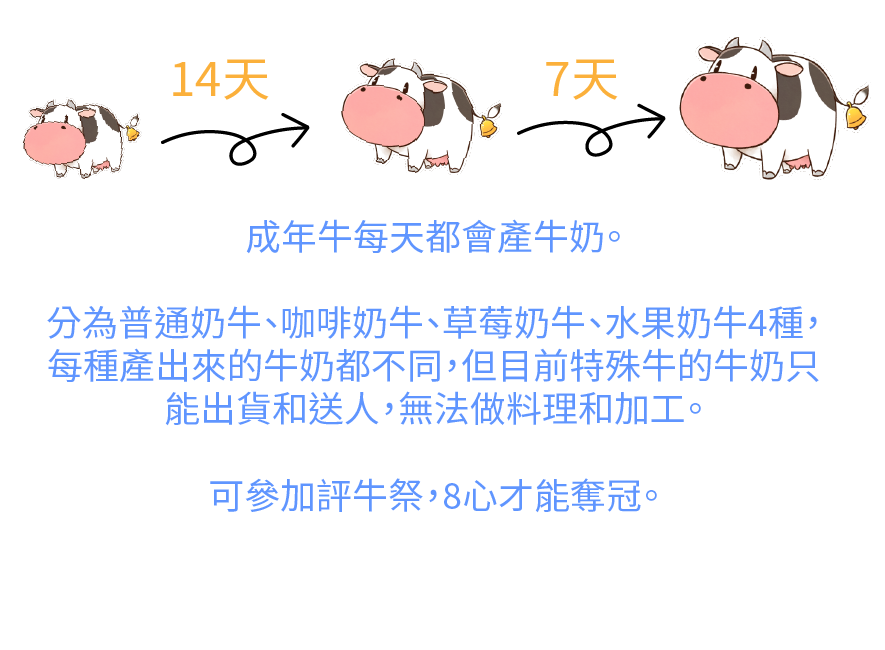 14天
7天
成年牛每天都會產牛奶。
分為普通奶牛、咖啡奶牛、草莓奶牛、水果奶牛4種，
每種產出來的牛奶都不同，但目前特殊牛的牛奶只
能出貨和送人，無法做料理和加工。
可參加評牛祭，8心才能奪冠。